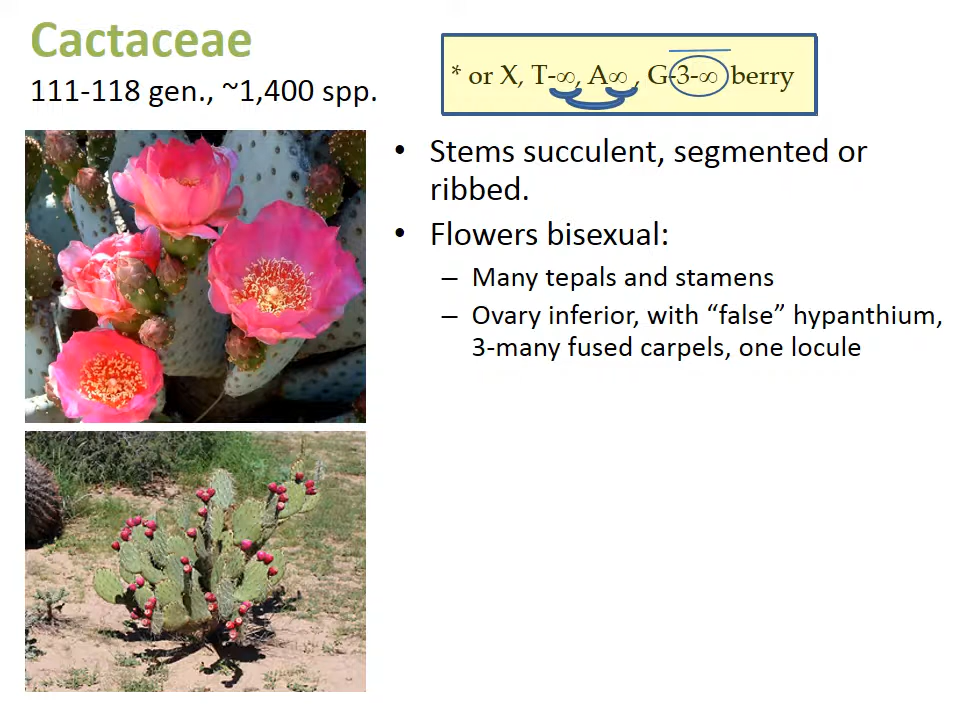 Cactaceae
111-118 gen., ~1,400 spp.
* or X, T-∞, A∞ , G-3-∞ berry
• Stems succulent, segmented or
ribbed.
• Flowers bisexual:
– Many tepals and stamens
– Ovary inferior, with “false” hypanthium,
3-many fused carpels, one locule